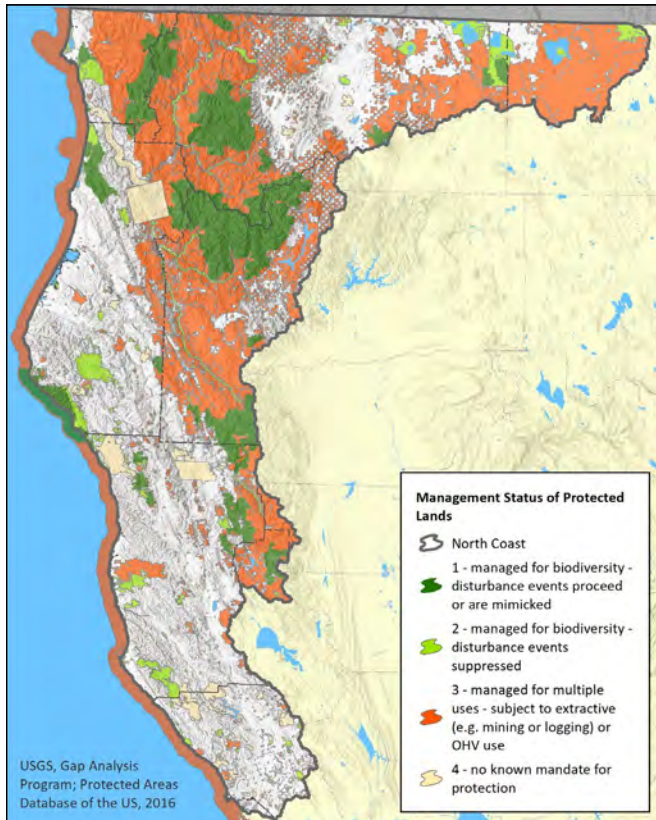 Management Status of Protected
Lands
North Coast
1 - managed for biodiversity -
disturbance events proceed
or are mimicked
2 - managed for biodiversity -
disturbance events
suppressed
3 - managed for multiple
uses - subject to extractive
(e.g. mining or logging) or
OHV use
4 - no known mandate for
protection
USGS, Gap Analysis
Program; Protected Areas
Database of the US, 2016